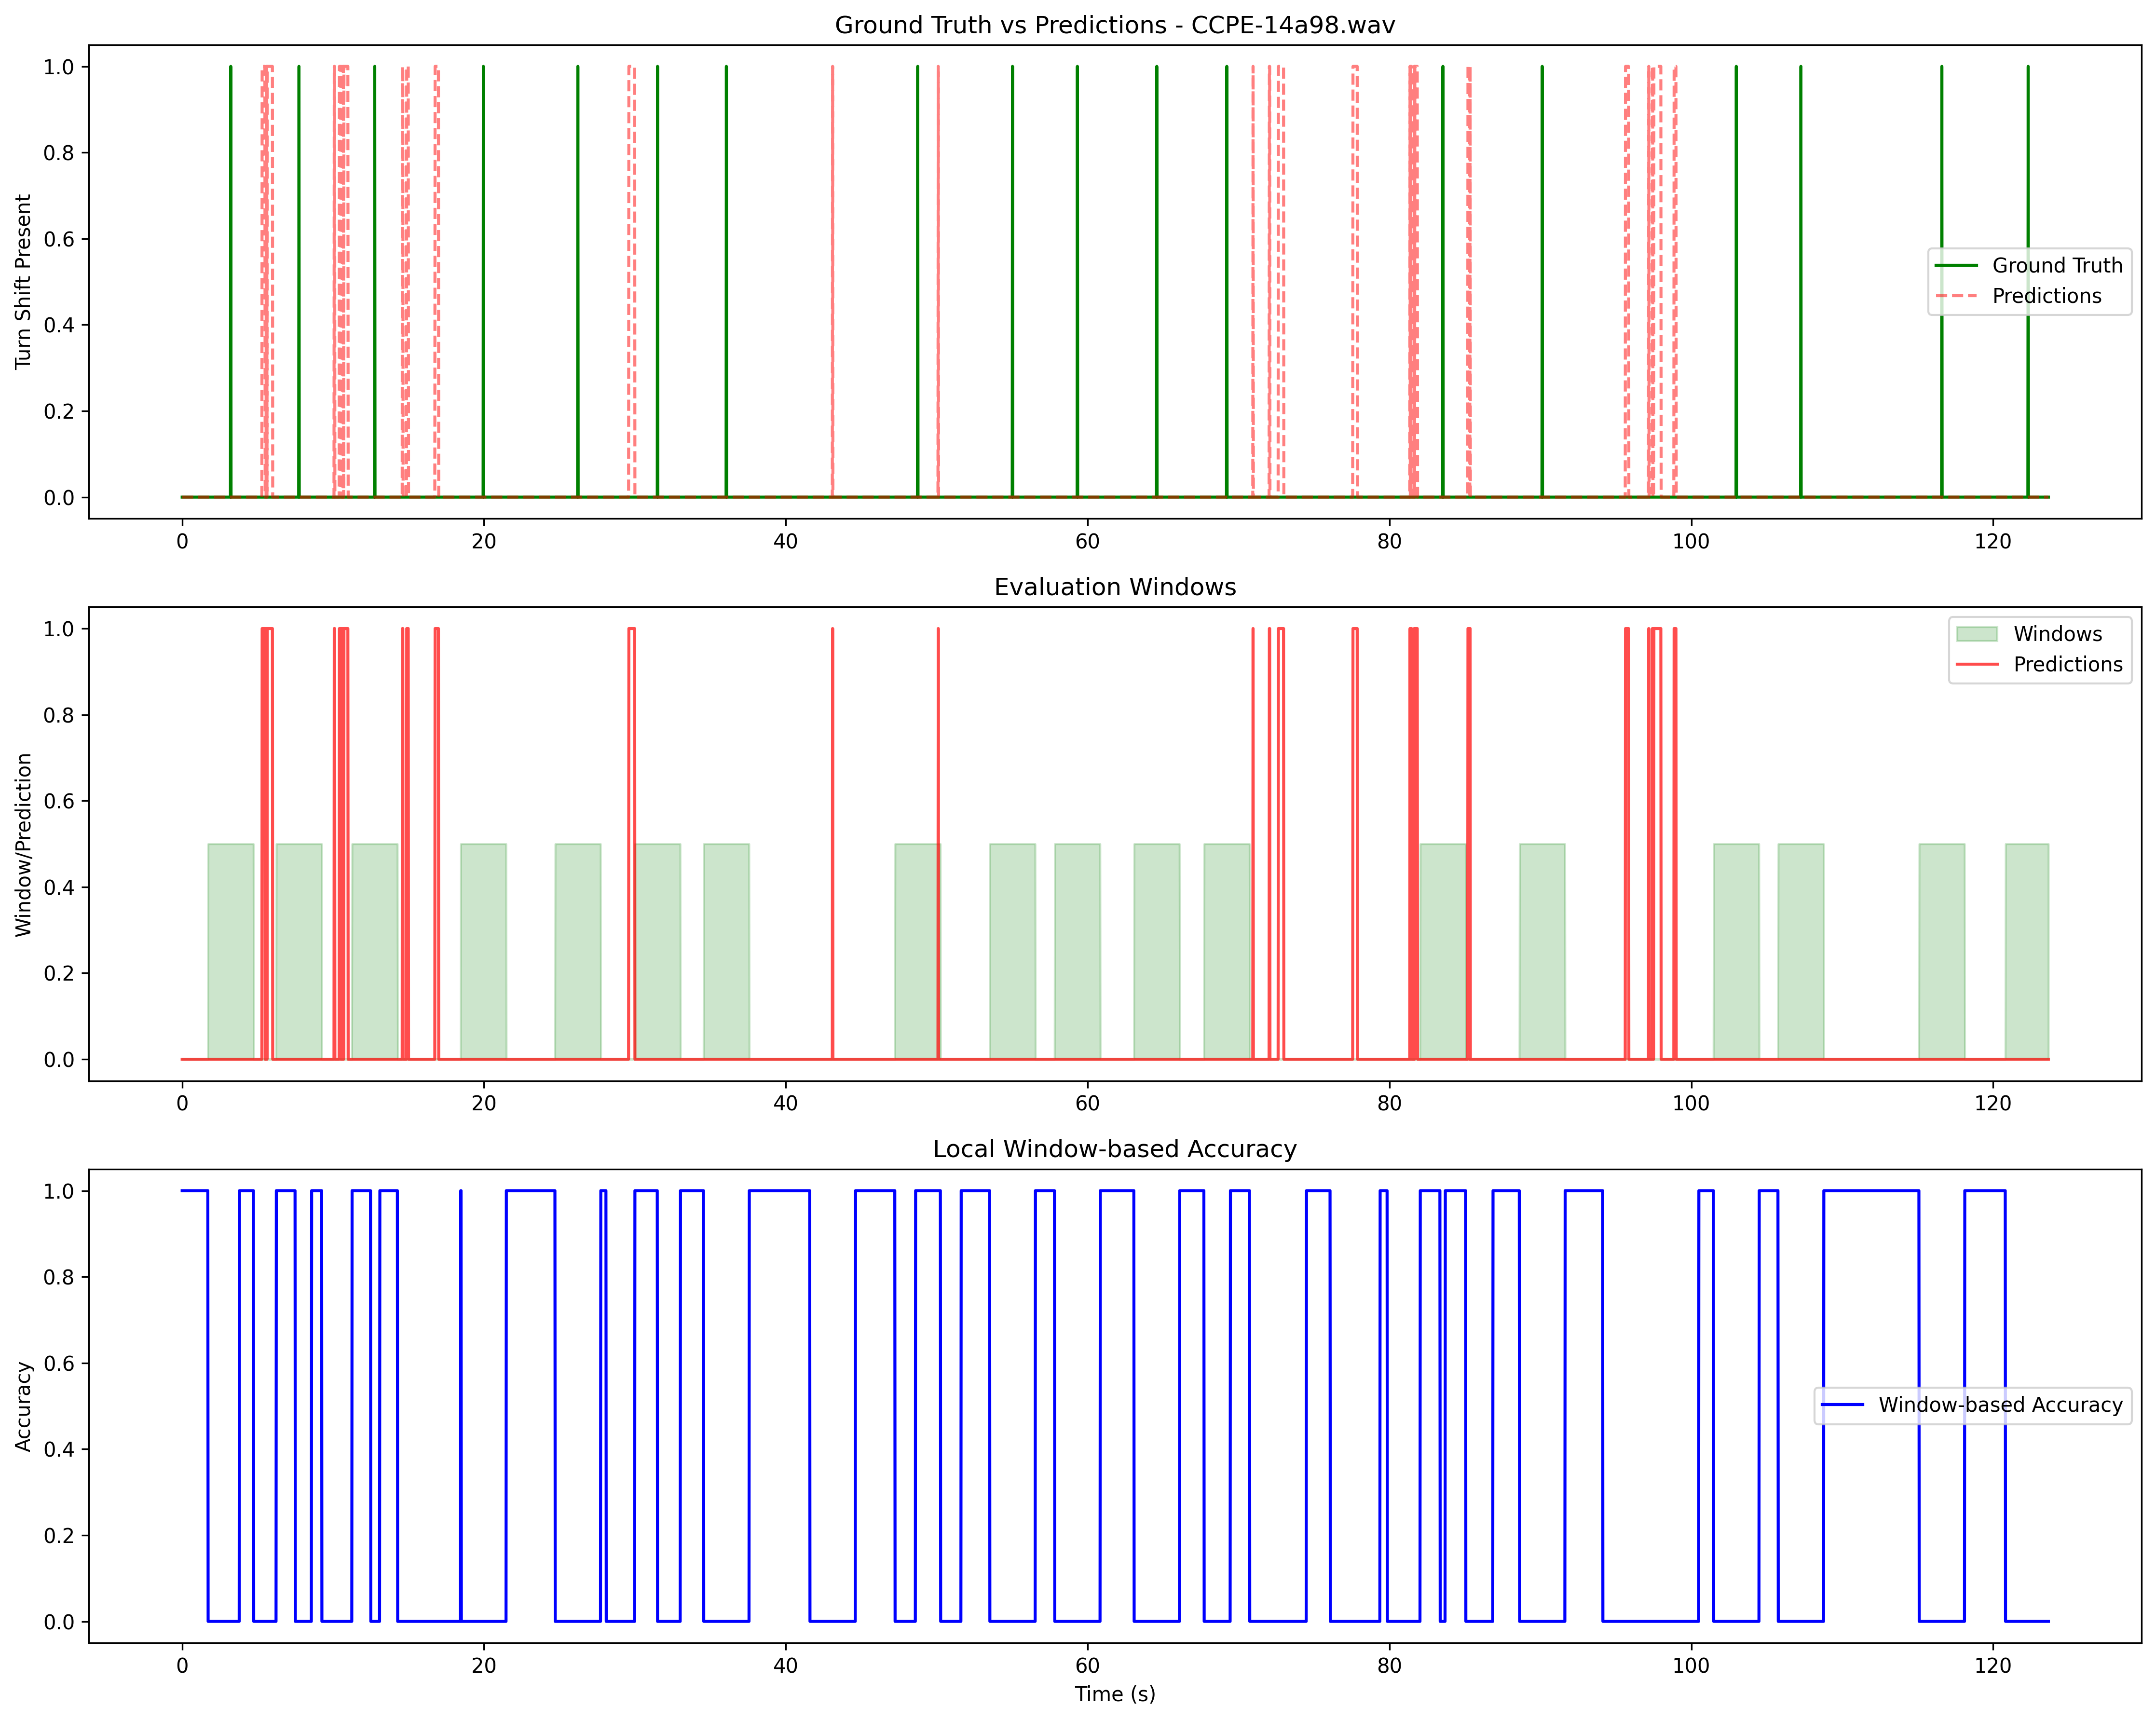 Ground Truth vs Predictions - CCPE-14a98.wav
Turn Shift Present
1.0
0.8
0.6
0.4
0.2
0.0
Ground Truth
Predictions
0 20 40 60 80 100 120
Evaluation Windows
Window/Prediction
1.0
0.8
0.6
0.4
0.2
0.0
Windows
Predictions
0 20 40 60 80 100 120
Local Window-based Accuracy
Accuracy
1.0
0.8
0.6
0.4
0.2
0.0
Window-based Accuracy
0 20 40 60 80 100 120
Time (s)